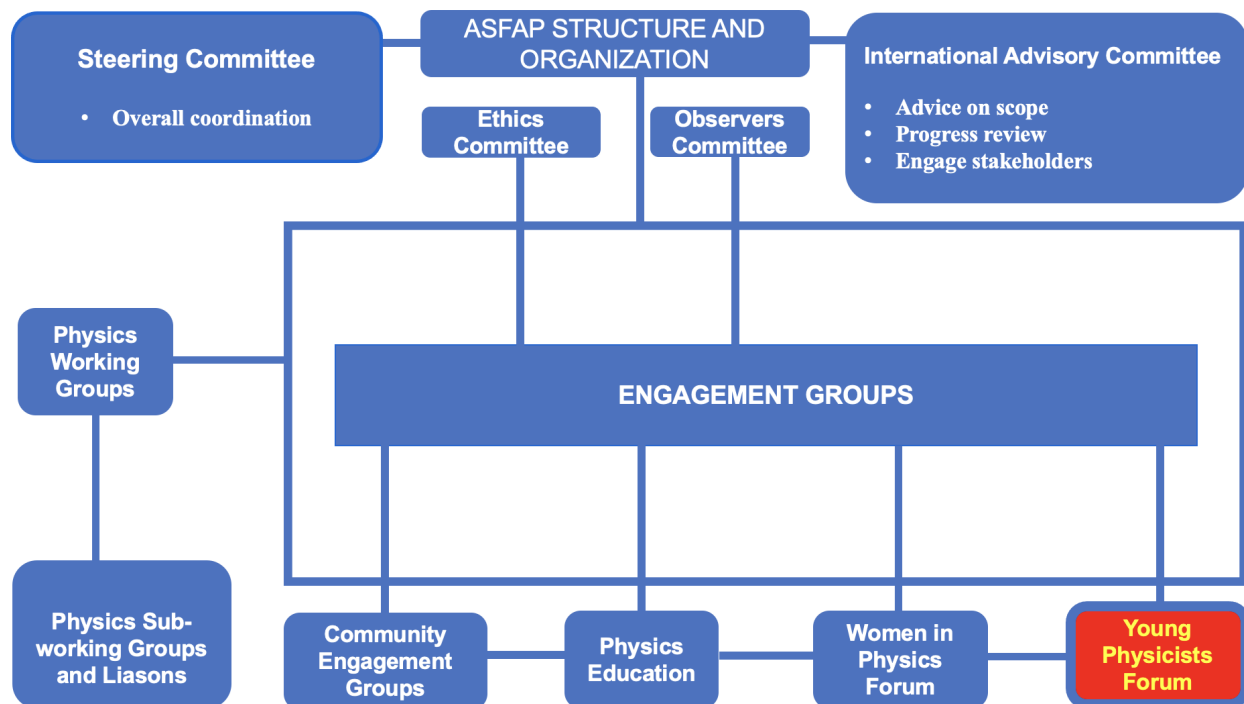 ASFAP STRUCTURE AND
ORGANIZATION
Steering Committee
• Overall coordination
International Advisory Committee
• Advice on scope
• Progress review
• Engage stakeholders
Ethics
Committee
Observers
Committee
Physics
Working
Groups
ENGAGEMENT GROUPS
Physics Sub-
working Groups
and Liasons
Community
Engagement
Groups
Physics
Education
Women in
Physics
Forum
Young
Physicists
Forum